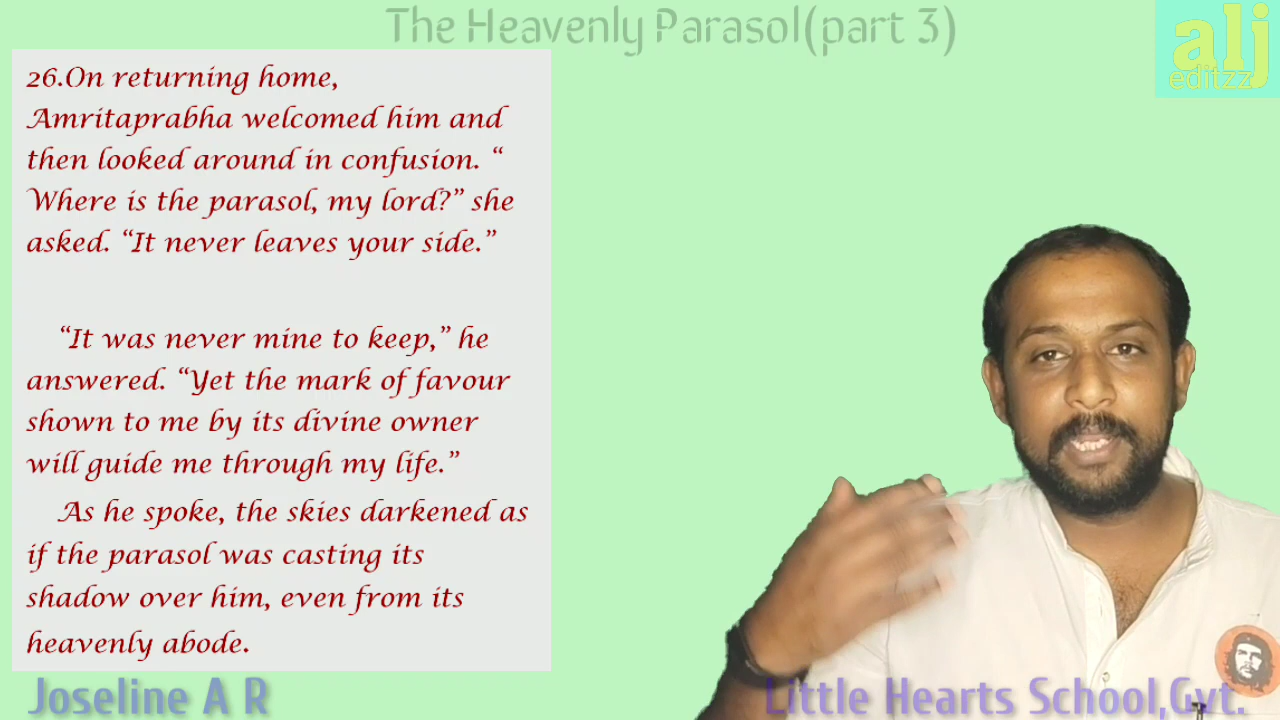 The Heavenly Parasol(part 3)
alj
editzz
26.On returning home,
Amritaprabha welcomed him and
then looked around in confusion. “
Where is the parasol, my lord?” she
asked. “It never leaves your side.”
“It was never mine to keep,” he
answered. “Yet the mark of favour
shown to me by its divine owner
will guide me through my life.”
As he spoke, the skies darkened as
if the parasol was casting its
shadow over him, even from its
heavenly abode.
Joseline A R
Little Hearts School,Gvt.